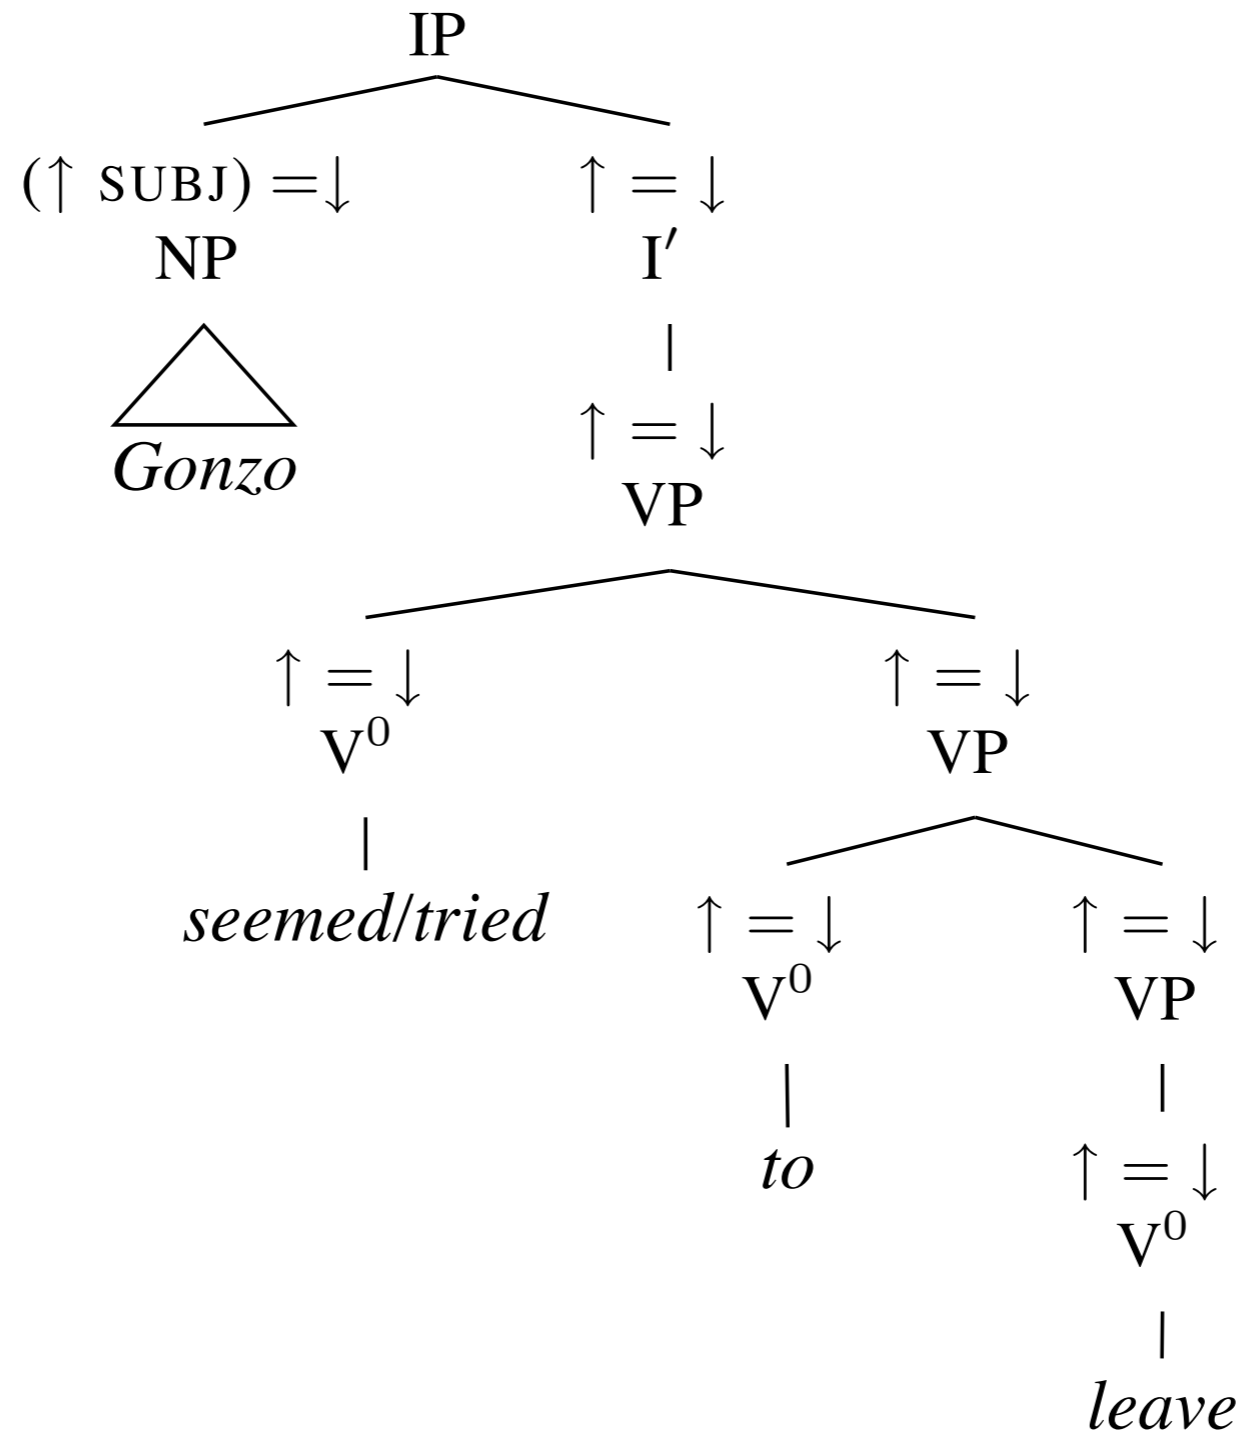 IP
(↑ SUBJ) =↓ ↑ = ↓
NP I′
↑ = ↓
Gonzo
VP
↑ = ↓ ↑ = ↓
V⁰ VP
seemed/tried ↑ = ↓ ↑ = ↓
V⁰ VP
to ↑ = ↓
V⁰
leave